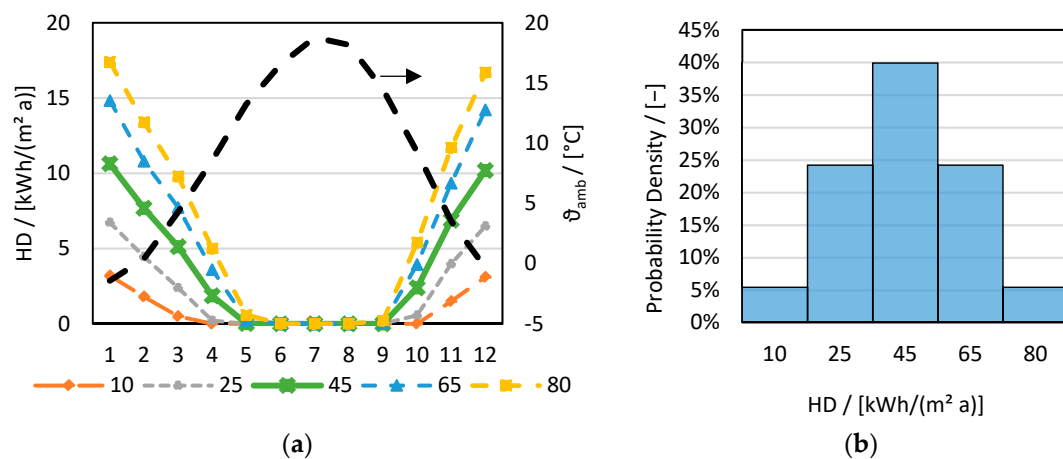 20
15
10
5
0
HD / [kWh/(m² a)]
20
15
10
5
0
-5
ϑamb / [°C]
1 2 3 4 5 6 7 8 9 10 11 12
10 25 45 65 80
(a)
45%
40%
35%
30%
25%
20%
15%
10%
5%
0%
Probability Density / [−]
10 25 45 65 80
HD / [kWh/(m² a)]
(b)